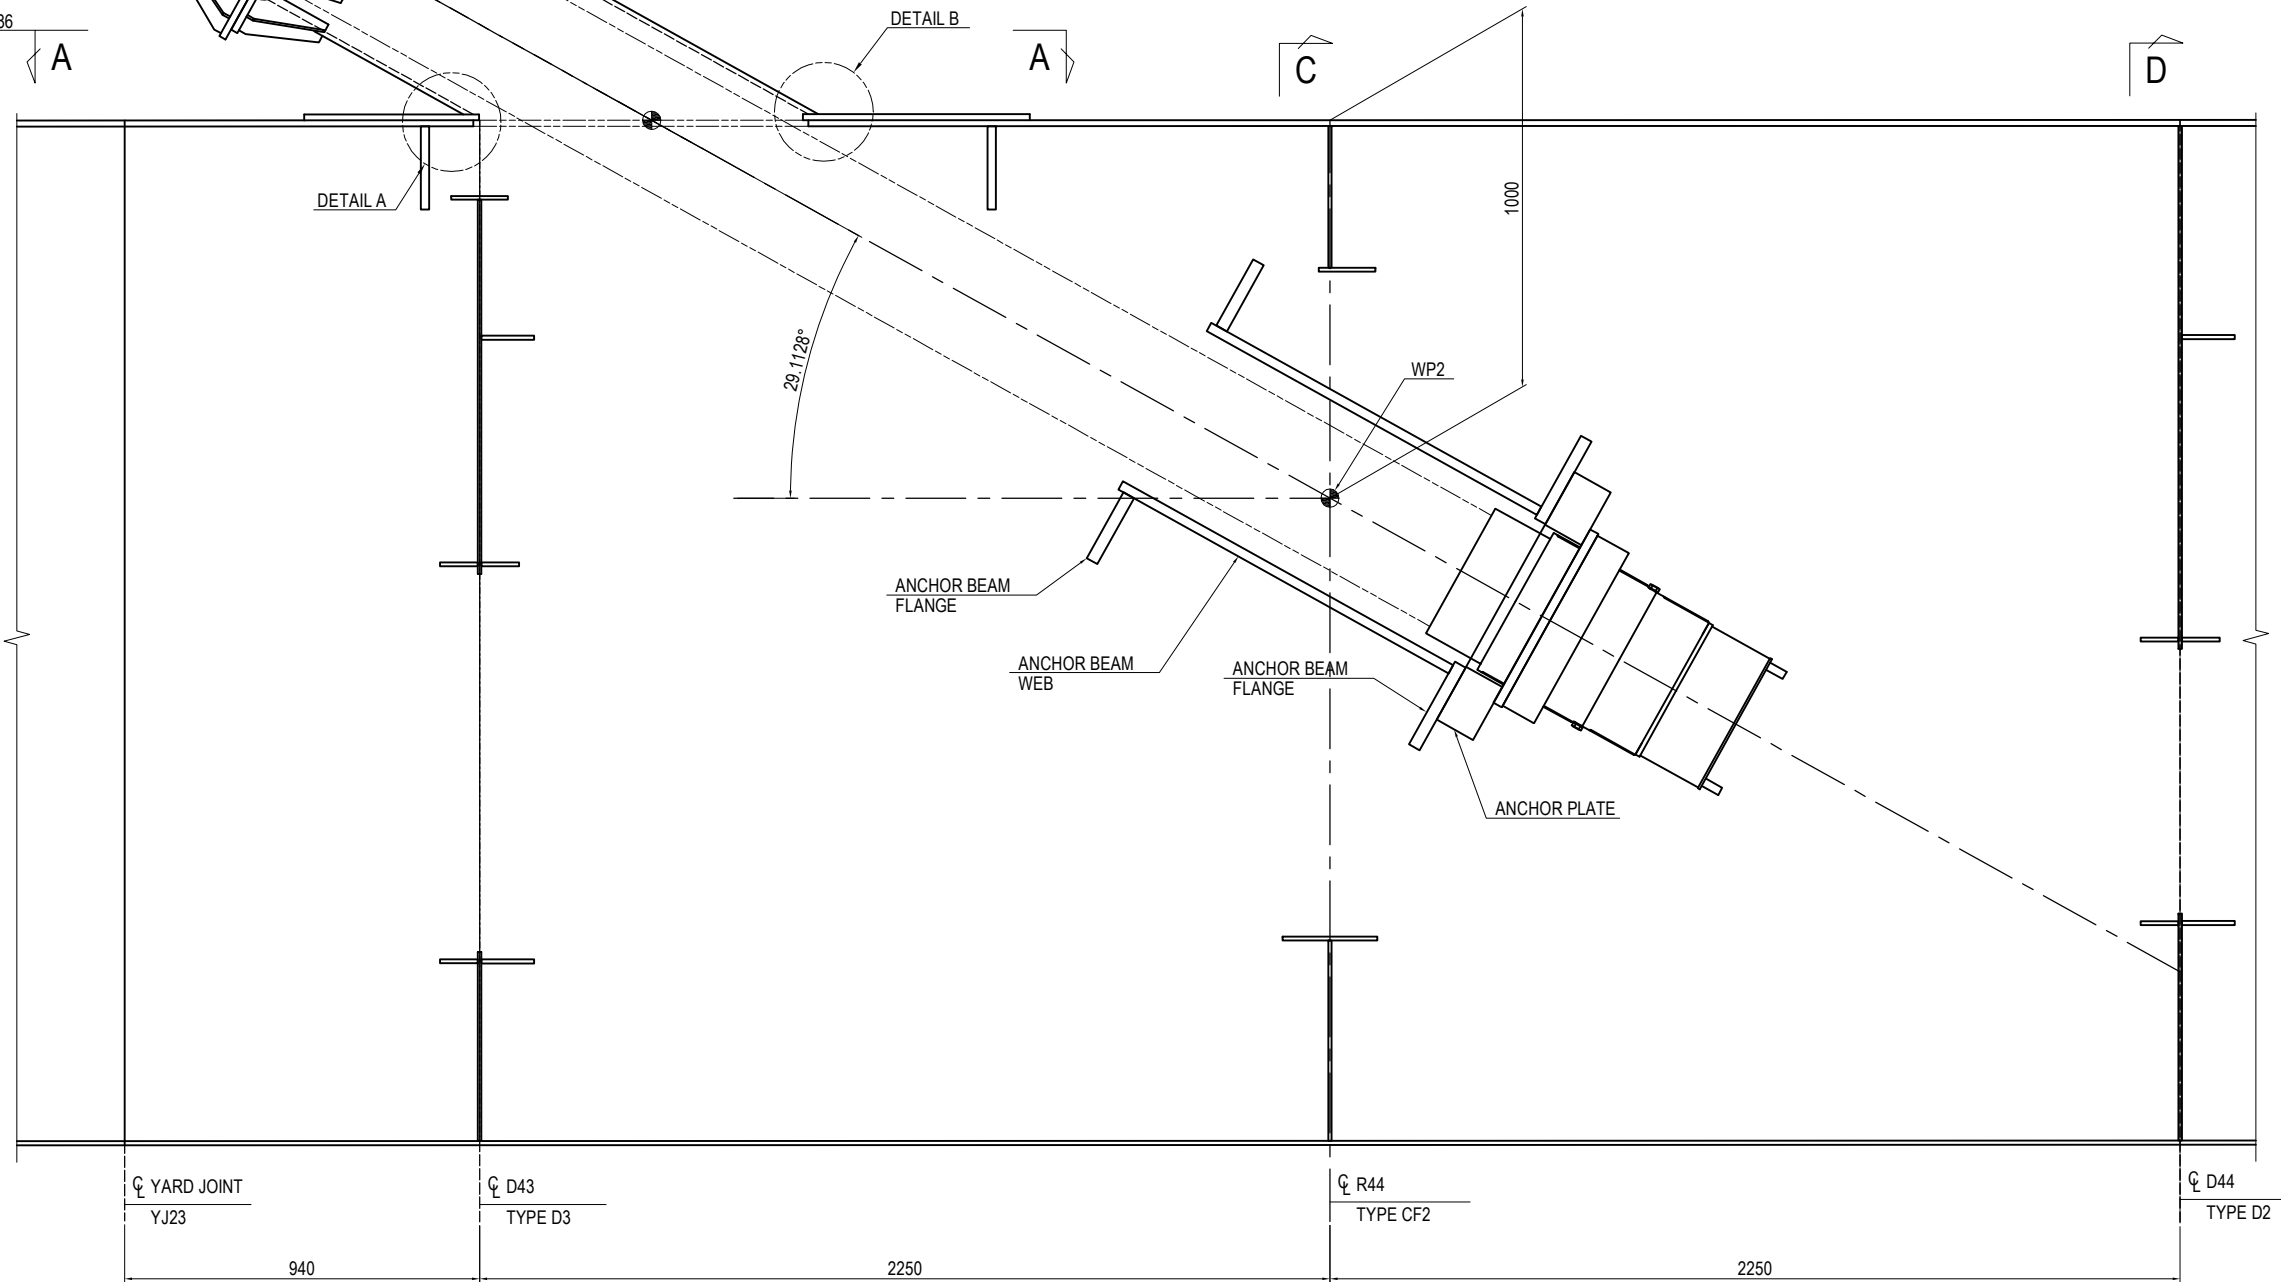 36
A
DETAIL B
A
C
D
DETAIL A
1000
29.1128°
WP2
ANCHOR BEAM
FLANGE
ANCHOR BEAM
WEB
ANCHOR BEAM
FLANGE
ANCHOR PLATE
℄ YARD JOINT
YJ23
℄ D43
TYPE D3
℄ R44
TYPE CF2
℄ D44
TYPE D2
940
2250
2250